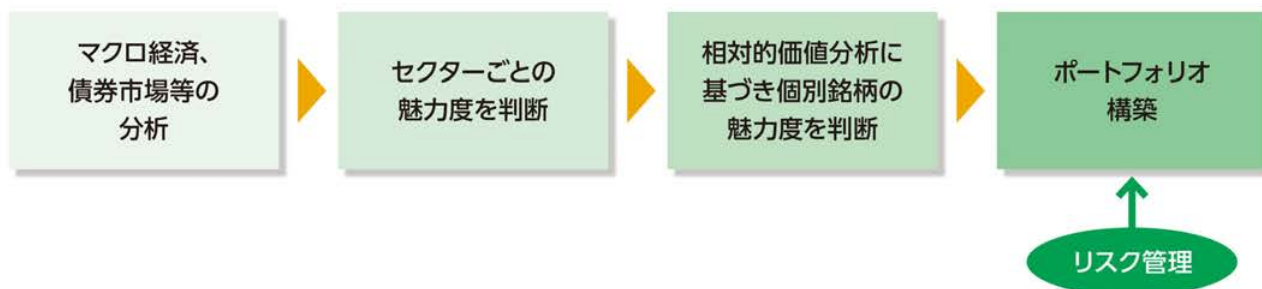 マクロ経済、
債券市場等の
分析
セクターごとの
魅力度を判断
相対的価値分析に
基づき個別銘柄の
魅力度を判断
ポートフォリオ
構築
リスク管理